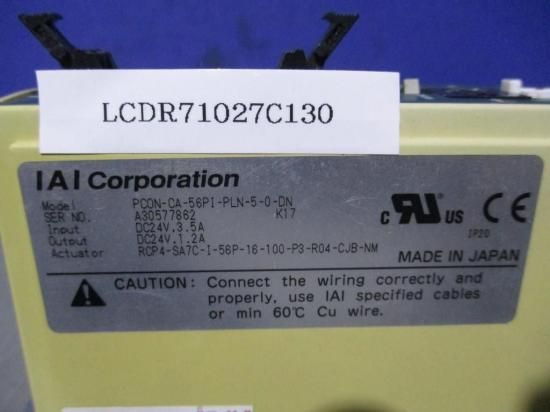 LCDR71027C130
IAI Corporation
Model PCON-CA-56PI-PLN-5-0-DN
SER NO. A30577862 K17
Input DC24V.3.5A
Output DC24V.1.2A
Actuator RCP4-SA7C-I-56P-16-100-P3-R04-CJB-NM
c RU US
IP20
MADE IN JAPAN
CAUTION: Connect the wiring correctly and
properly, use IAI specified cables
or min 60℃ Cu wire.